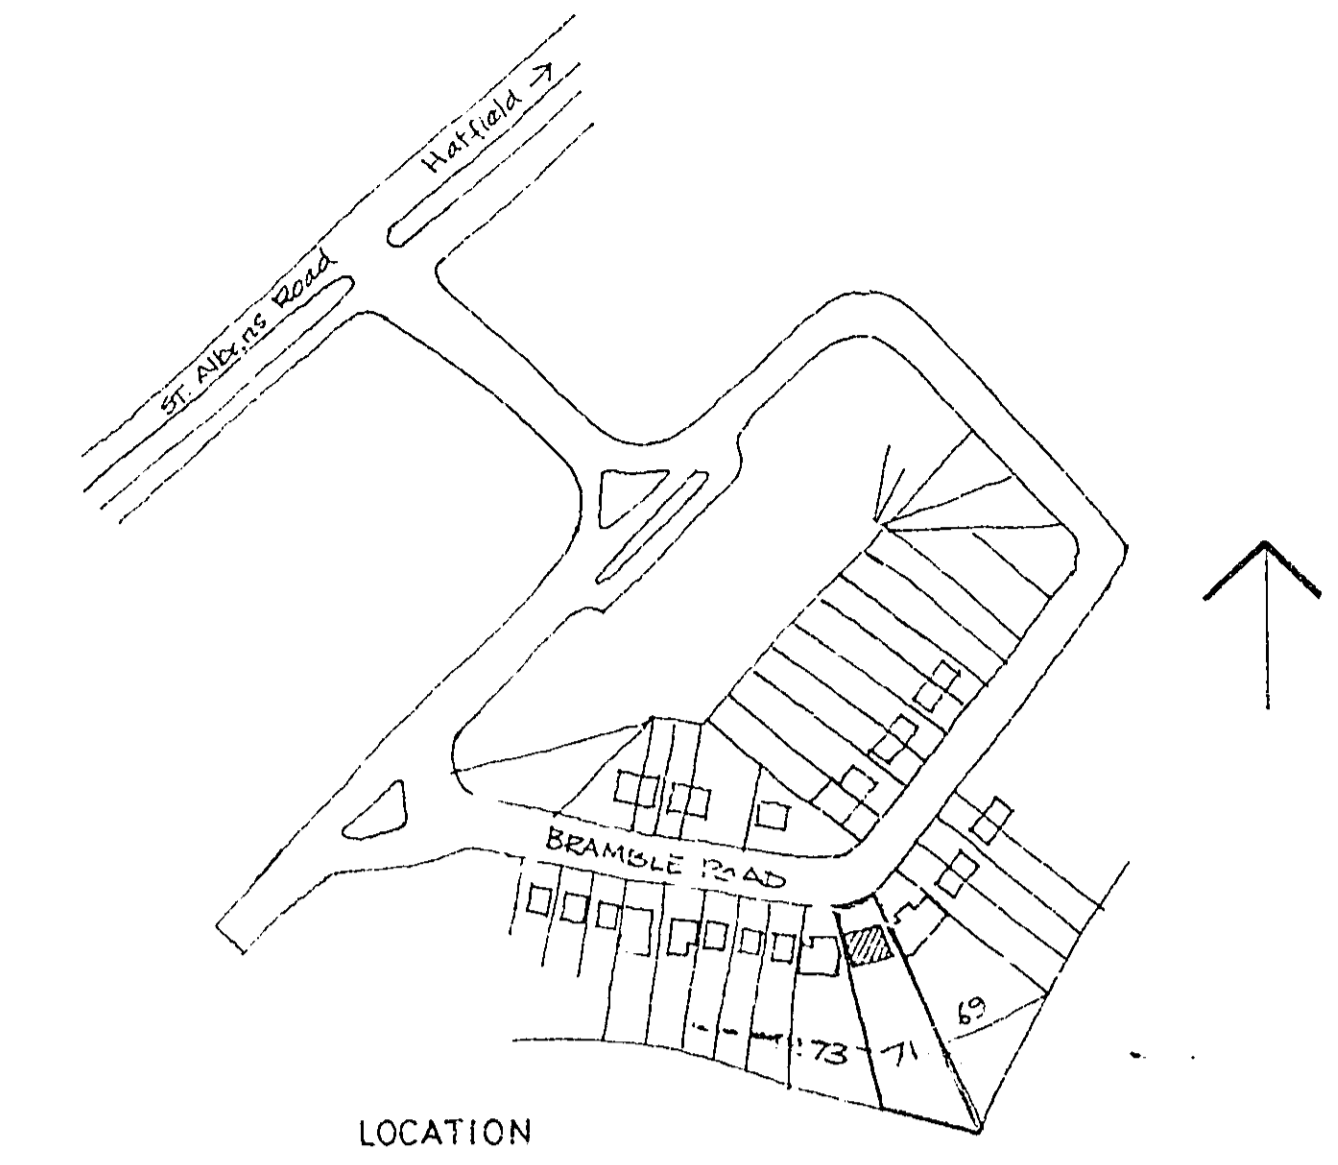 Hatfield →
ST. Albans Road
BRAMBLE ROAD
69
73 71
LOCATION